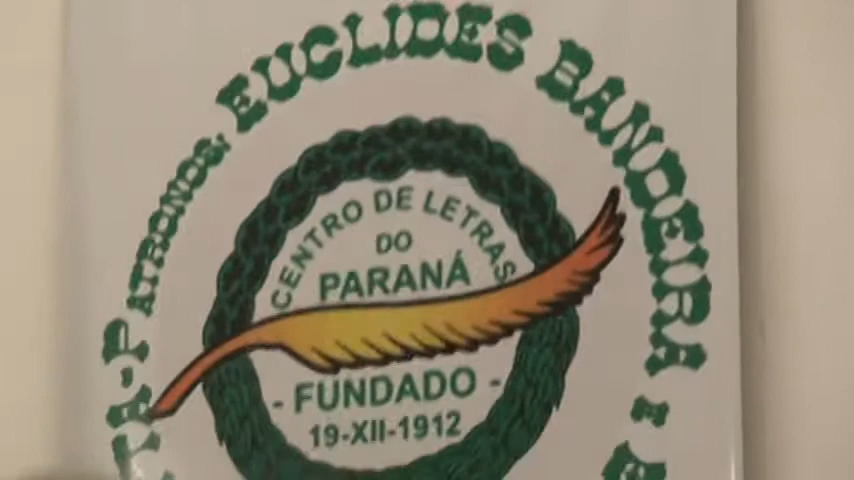 PATRONOS: EUCLIDES BANDEIRA E
CENTRO DE LETRAS
DO
PARANÁ
- FUNDADO -
19-XII-1912